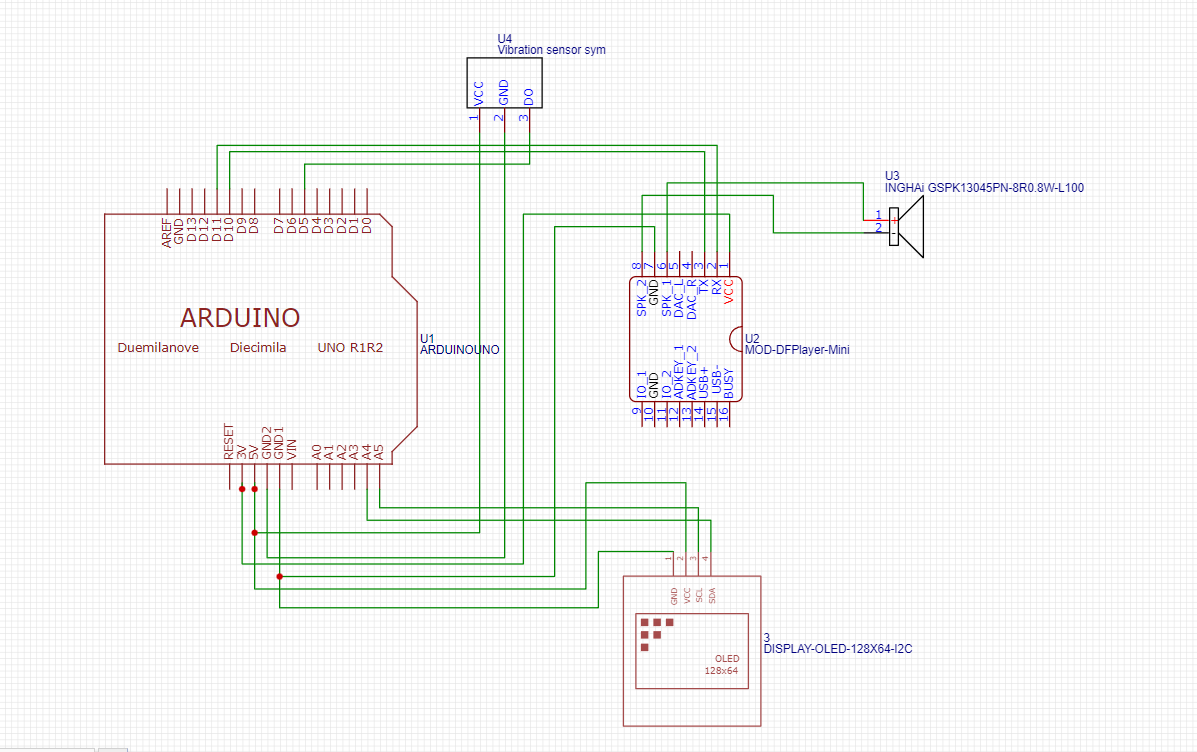 U4
Vibration sensor sym
VCC
GND
DO
1
2
3
U3
INGHAi GSPK13045PN-8R0.8W-L100
1
2
+
-
AREF
GND
D13
D12
D11
D10
D9
D8
D7
D6
D5
D4
D3
D2
D1
D0
ARDUINO
Duemilanove
Diecimila
UNO R1R2
U1
ARDUINOUNO
RESET
3V
5V
GND2
GND1
VIN
A0
A1
A2
A3
A4
A5
8
7
6
5
4
3
2
1
SPK_2
GND
SPK_1
DAC_L
DAC_R
TX
RX
VCC
U2
MOD-DFPlayer-Mini
IO_1
GND
IO_2
ADKEY_1
ADKEY_2
USB+
USB-
BUSY
9
10
11
12
13
14
15
16
1
2
3
4
GND
VCC
SCL
SDA
OLED
128x64
3
DISPLAY-OLED-128X64-I2C